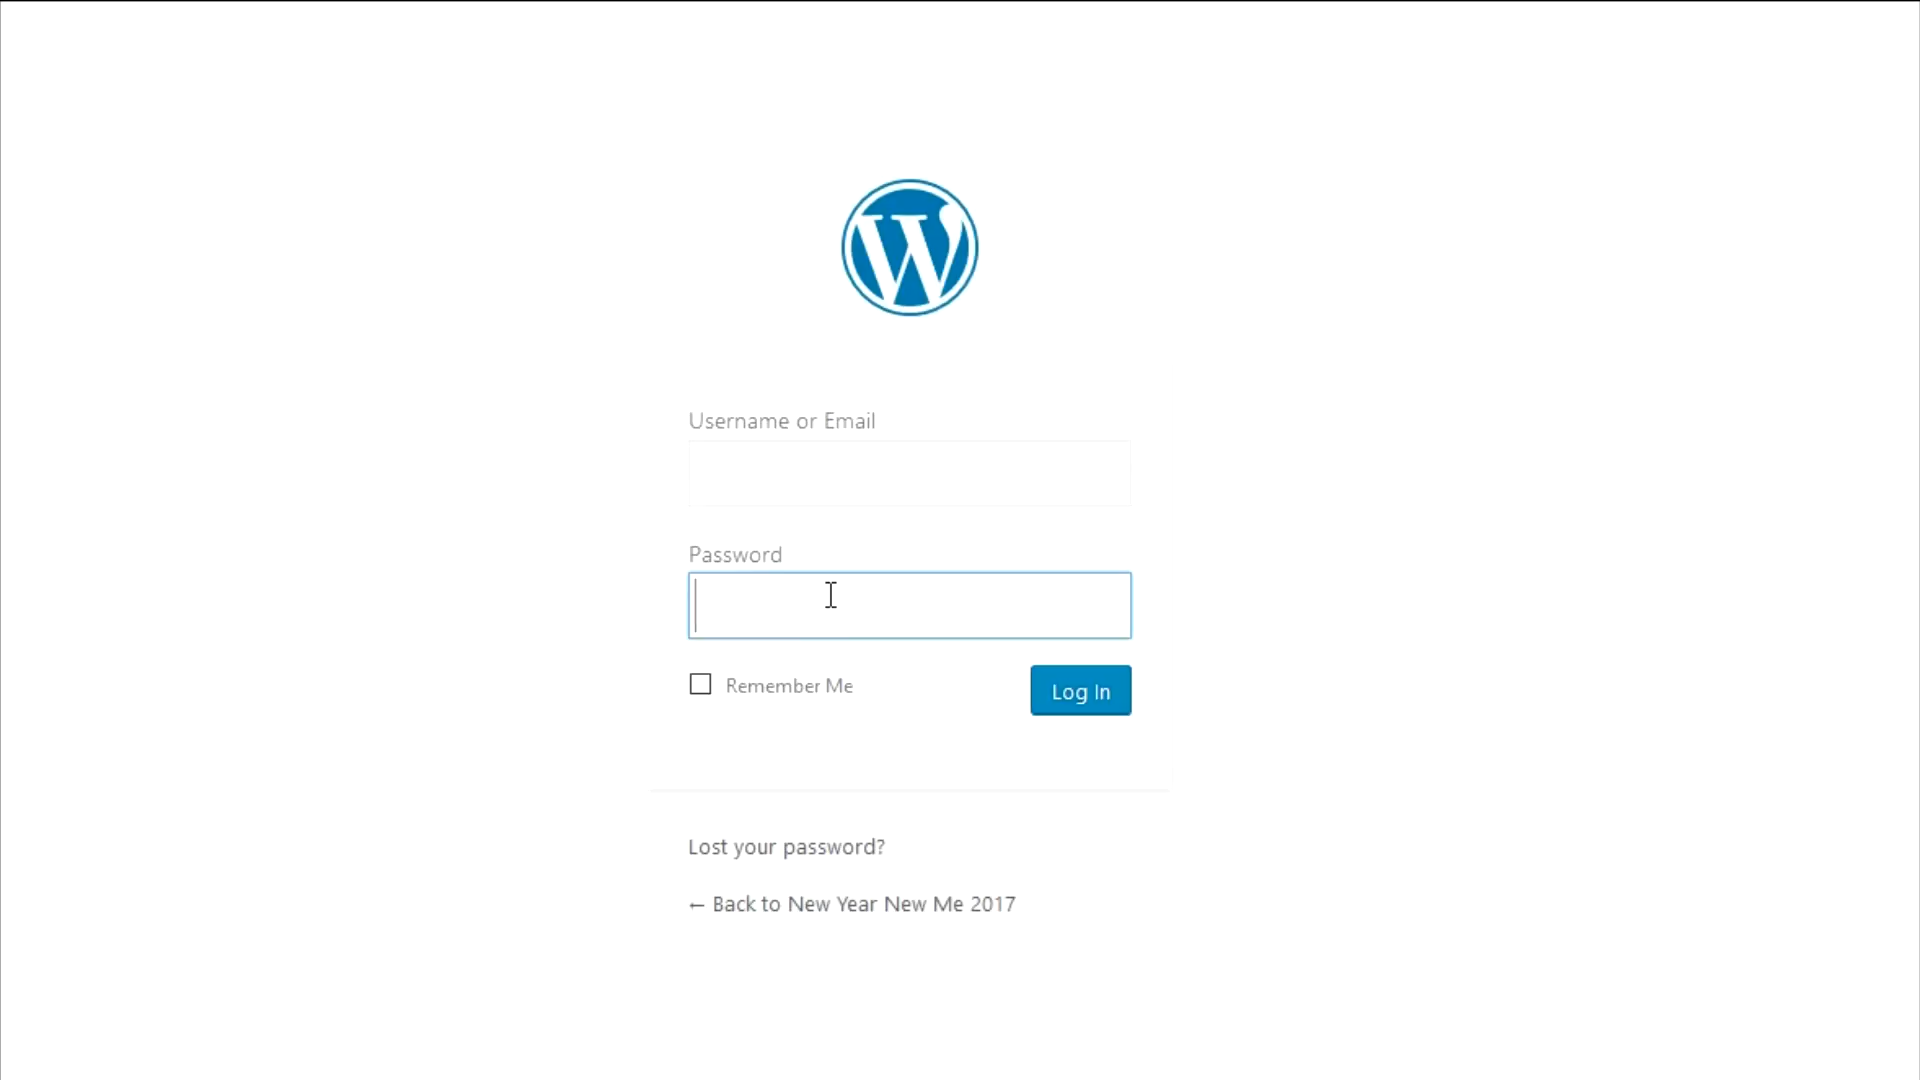 Username or Email
Password
Remember Me
Log In
Lost your password?
← Back to New Year New Me 2017